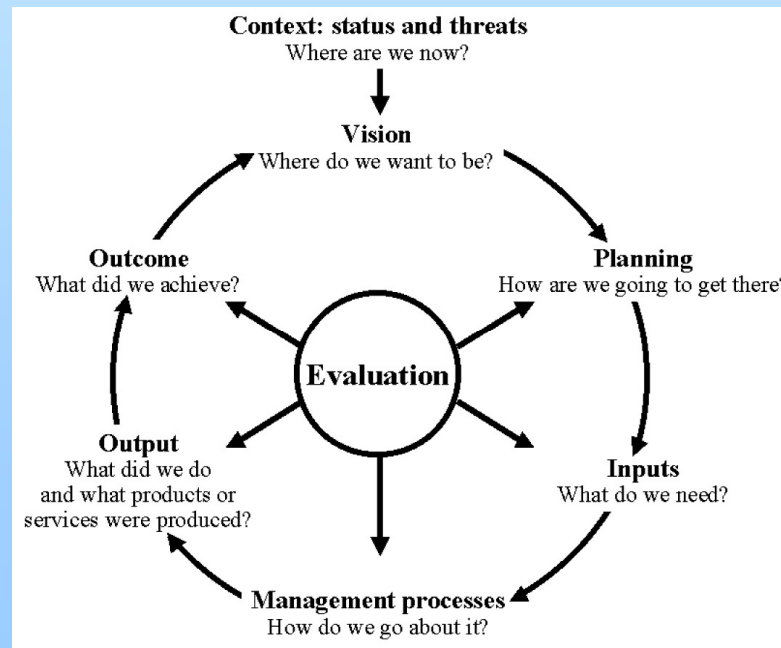 Context: status and threats
Where are we now?
Vision
Where do we want to be?
Planning
How are we going to get there?
Inputs
What do we need?
Management processes
How do we go about it?
Output
What did we do
and what products or
services were produced?
Outcome
What did we achieve?
Evaluation